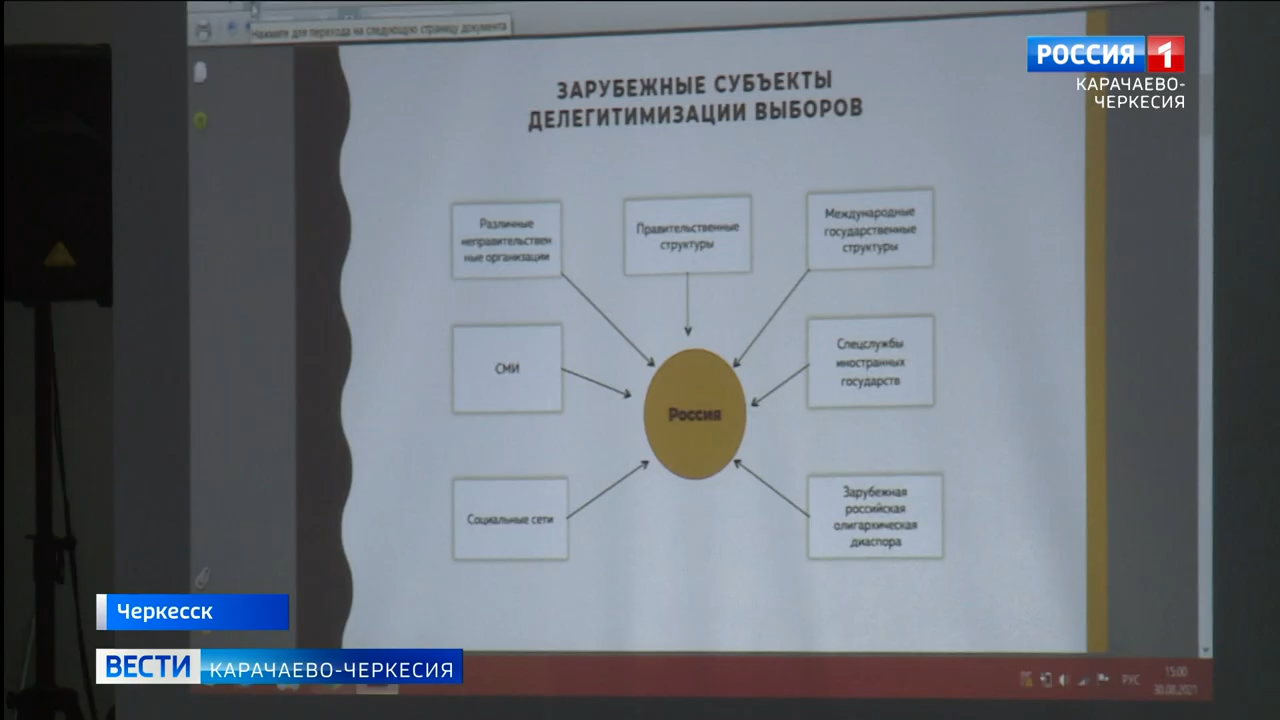 Нажмите для перехода на следующую страницу документа
РОССИЯ 1
КАРАЧАЕВО-
ЧЕРКЕСИЯ
ЗАРУБЕЖНЫЕ СУБЪЕКТЫ
ДЕЛЕГИТИМИЗАЦИИ ВЫБОРОВ
Различные
неправительствен
ные организации
Правительственные
структуры
Международные
государственные
структуры
СМИ
Спецслужбы
иностранных
государств
Россия
Социальные сети
Зарубежная
российская
олигархическая
диаспора
Черкесск
ВЕСТИ КАРАЧАЕВО-ЧЕРКЕСИЯ
РУС
15:00
30.08.2021